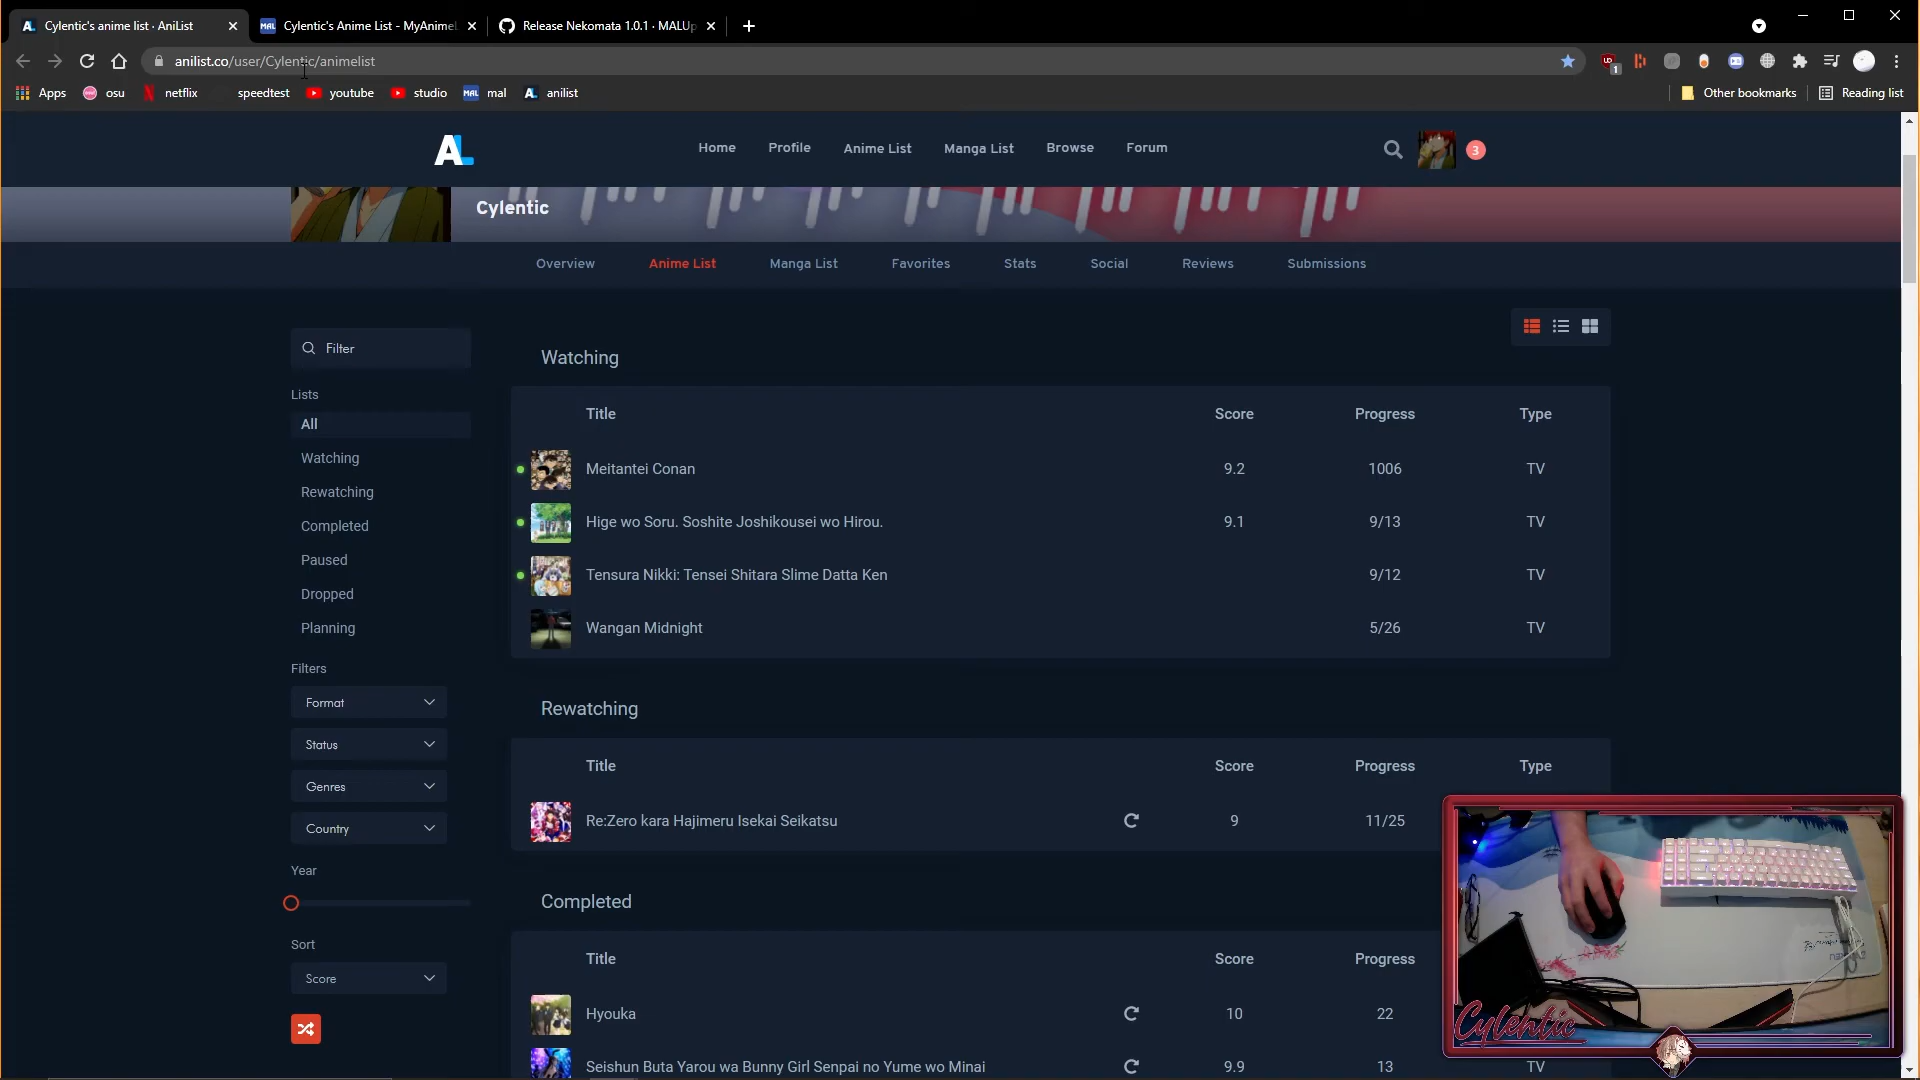 Cylentic's anime list · AniList
MAL Cylentic's Anime List - MyAnimeL
Release Nekomata 1.0.1 · MALUp
anilist.co/user/Cylentic/animelist
1
Apps
osu
netflix
speedtest
youtube
studio
MAL mal
AL anilist
Other bookmarks
Reading list
AL
Home
Profile
Anime List
Manga List
Browse
Forum
3
Cylentic
Overview
Anime List
Manga List
Favorites
Stats
Social
Reviews
Submissions
Filter
Lists
All
Watching
Rewatching
Completed
Paused
Dropped
Planning
Filters
Format
Status
Genres
Country
Year
Sort
Score
Watching
Title Score Progress Type
Meitantei Conan 9.2 1006 TV
Hige wo Soru. Soshite Joshikousei wo Hirou. 9.1 9/13 TV
Tensura Nikki: Tensei Shitara Slime Datta Ken 9/12 TV
Wangan Midnight 5/26 TV
Rewatching
Title Score Progress Type
Re:Zero kara Hajimeru Isekai Seikatsu 9 11/25
Completed
Title Score Progress
Hyouka 10 22
Seishun Buta Yarou wa Bunny Girl Senpai no Yume wo Minai 9.9 13 TV
Cylentic